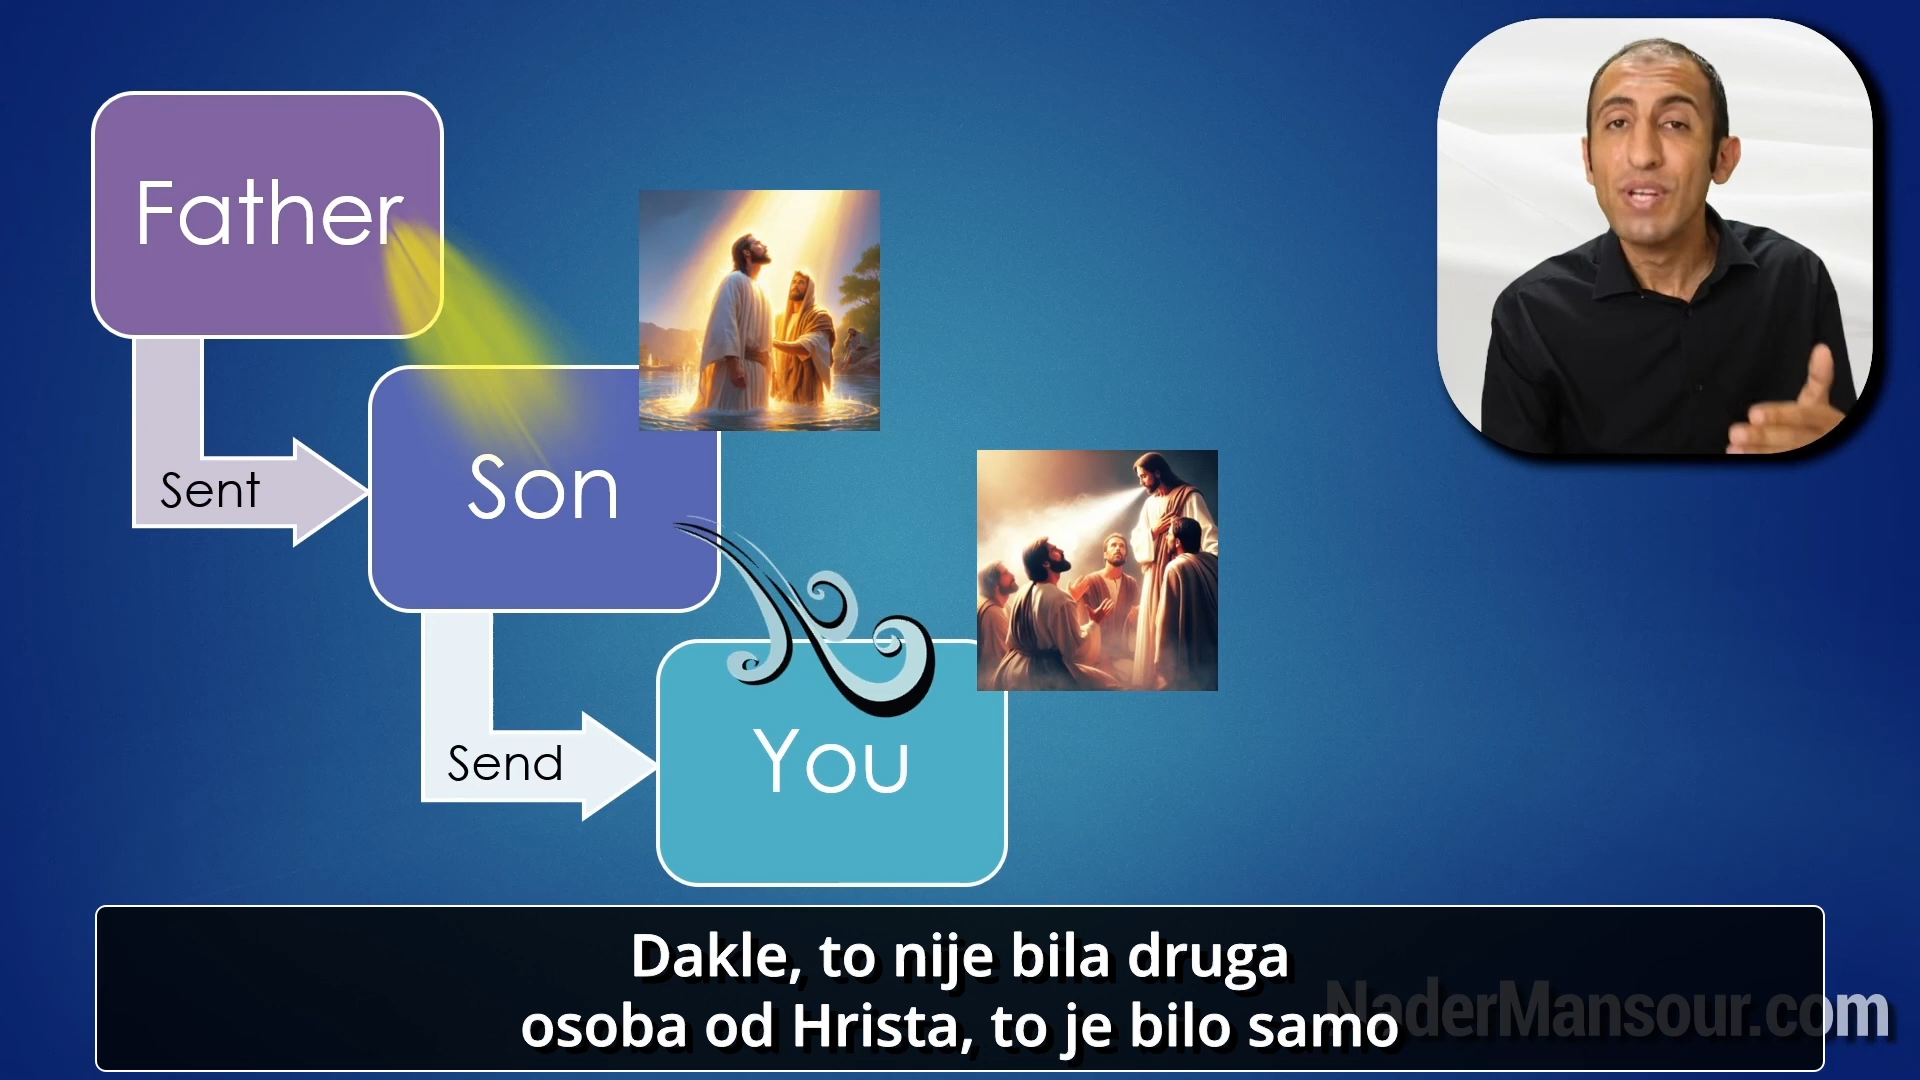 Father
Sent
Son
Send
You
Dakle, to nije bila druga
osoba od Hrista, to je bilo samo
NaderMansour.com